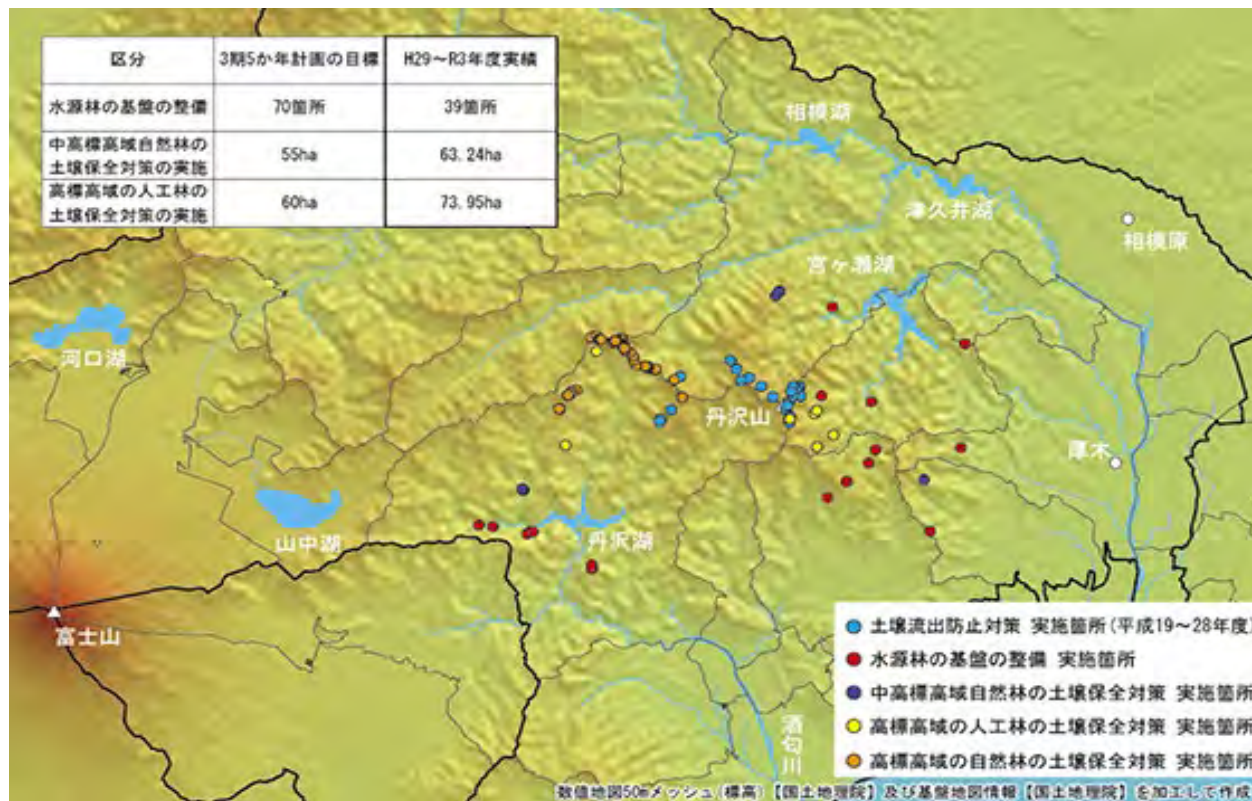 区分 3期5か年計画の目標 H29～R3年度実績
水源林の基盤の整備 70箇所 39箇所
中高標高域自然林の
土壌保全対策の実施 55ha 63.24ha
高標高域の人工林の
土壌保全対策の実施 60ha 73.95ha
相模湖
津久井湖
相模原
宮ヶ瀬湖
河口湖
丹沢山
厚木
山中湖
丹沢湖
富士山
酒匂川
土壌流出防止対策 実施箇所(平成19～28年度)
水源林の基盤の整備 実施箇所
中高標高域自然林の土壌保全対策 実施箇所
高標高域の人工林の土壌保全対策 実施箇所
高標高域の自然林の土壌保全対策 実施箇所
数値地図50mメッシュ(標高)【国土地理院】及び基盤地図情報【国土地理院】を加工して作成